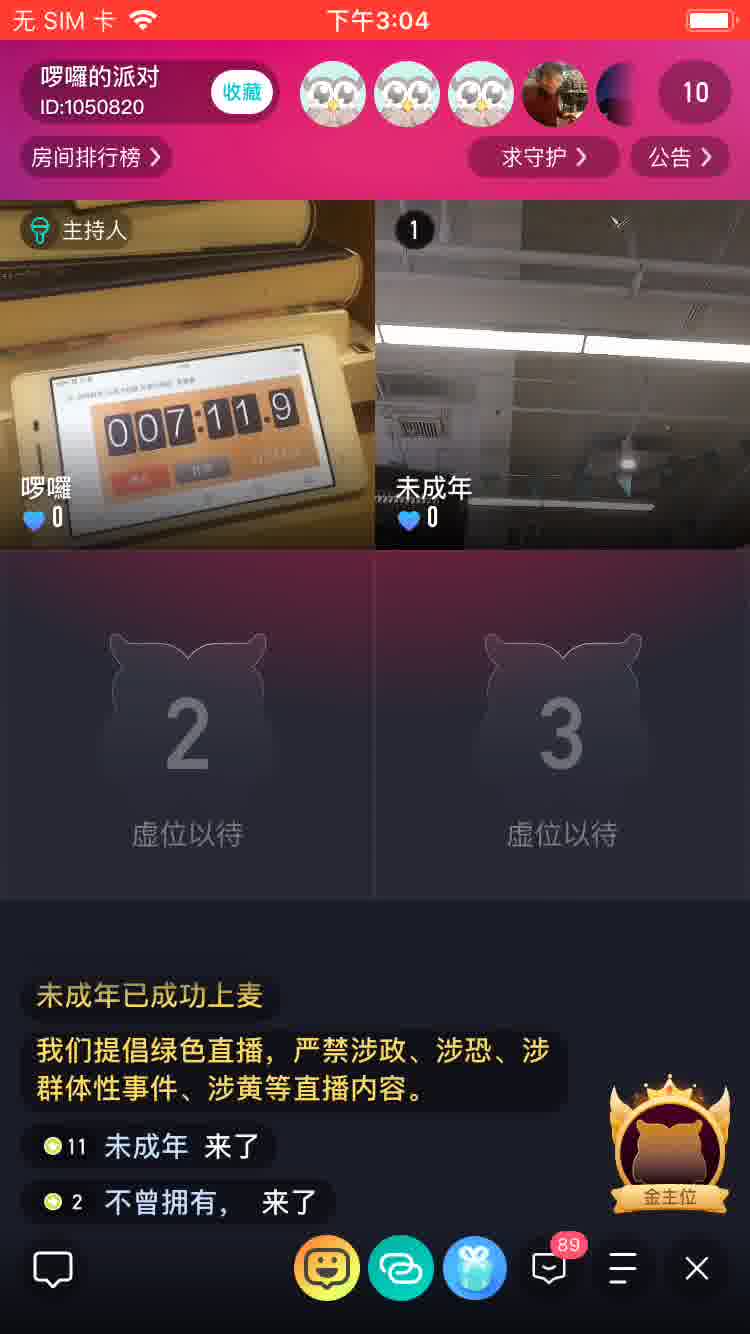 无 SIM 卡
下午3:04
啰囉的派对
ID:1050820
收藏
10
房间排行榜
求守护
公告
主持人
1
007:11.9
啰囉
0
未成年
0
2
3
虚位以待
虚位以待
未成年已成功上麦
我们提倡绿色直播，严禁涉政、涉恐、涉
群体性事件、涉黄等直播内容。
11 未成年 来了
2 不曾拥有， 来了
金主位
89